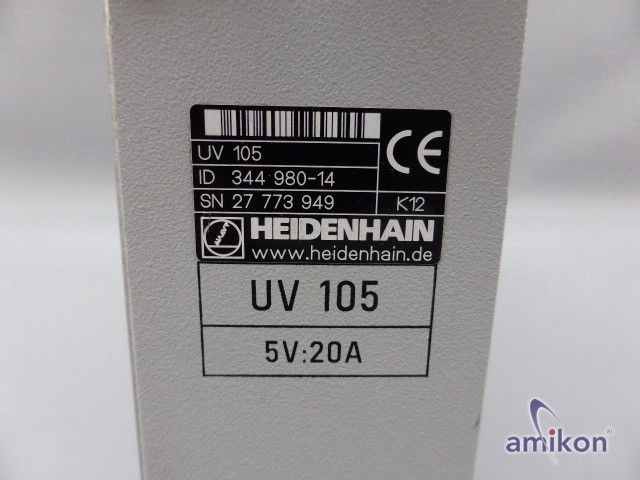 UV 105
ID 344 980-14
SN 27 773 949
K12
CE
HEIDENHAIN
www.heidenhain.de
UV 105
5V:20A
amikon